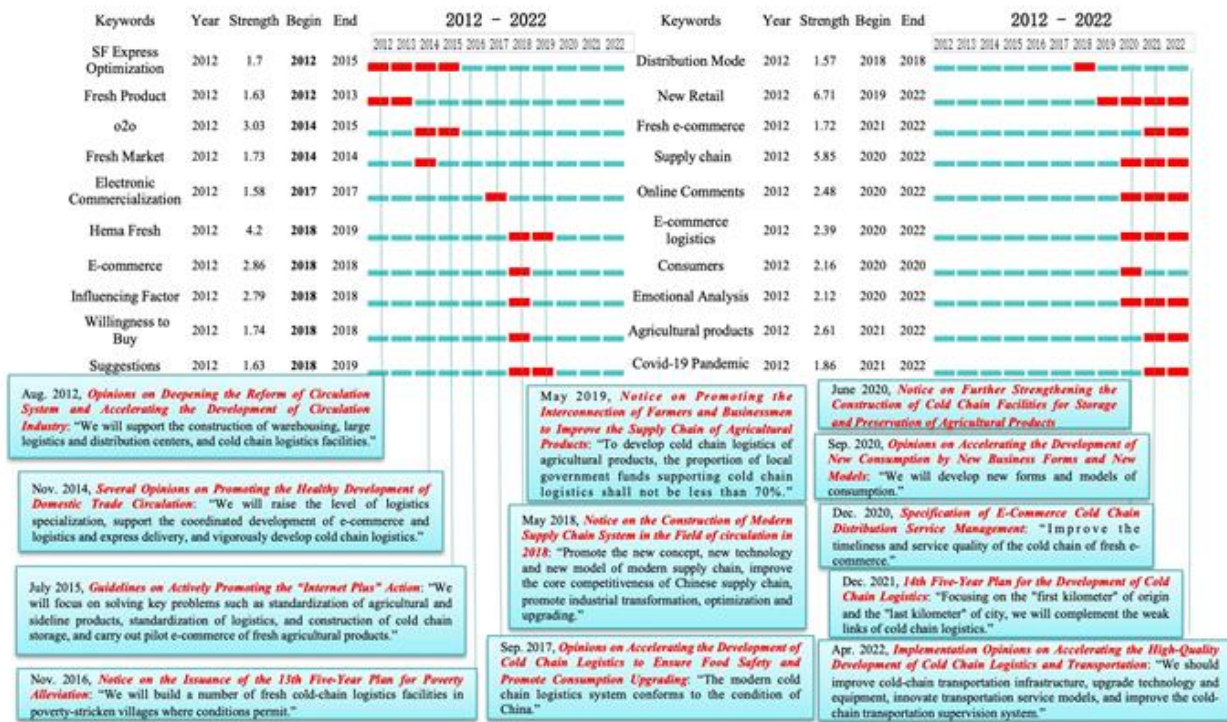 Keywords Year Strength Begin End 2012 - 2022
2012 2013 2014 2015 2016 2017 2018 2019 2020 2021 2022
SF Express
Optimization 2012 1.7 2012 2015
Fresh Product 2012 1.63 2012 2013
o2o 2012 3.03 2014 2015
Fresh Market 2012 1.73 2014 2014
Electronic
Commercialization 2012 1.58 2017 2017
Hema Fresh 2012 4.2 2018 2019
E-commerce 2012 2.86 2018 2018
Influencing Factor 2012 2.79 2018 2018
Willingness to
Buy 2012 1.74 2018 2018
Suggestions 2012 1.63 2018 2019
Keywords Year Strength Begin End 2012 - 2022
2012 2013 2014 2015 2016 2017 2018 2019 2020 2021 2022
Distribution Mode 2012 1.57 2018 2018
New Retail 2012 6.71 2019 2022
Fresh e-commerce 2012 1.72 2021 2022
Supply chain 2012 5.85 2020 2022
Online Comments 2012 2.48 2020 2022
E-commerce
logistics 2012 2.39 2020 2022
Consumers 2012 2.16 2020 2020
Emotional Analysis 2012 2.12 2020 2022
Agricultural products 2012 2.61 2021 2022
Covid-19 Pandemic 2012 1.86 2021 2022
Aug. 2012, Opinions on Deepening the Reform of Circulation
System and Accelerating the Development of Circulation
Industry: “We will support the construction of warehousing, large
logistics and distribution centers, and cold chain logistics facilities.”
Nov. 2014, Several Opinions on Promoting the Healthy Development of
Domestic Trade Circulation: “We will raise the level of logistics
specialization, support the coordinated development of e-commerce and
logistics and express delivery, and vigorously develop cold chain logistics.”
July 2015, Guidelines on Actively Promoting the “Internet Plus” Action: “We
will focus on solving key problems such as standardization of agricultural and
sideline products, standardization of logistics, and construction of cold chain
storage, and carry out pilot e-commerce of fresh agricultural products.”
Nov. 2016, Notice on the Issuance of the 13th Five-Year Plan for Poverty
Alleviation: “We will build a number of fresh cold-chain logistics facilities in
poverty-stricken villages where conditions permit.”
May 2019, Notice on Promoting the
Interconnection of Farmers and Businessmen
to Improve the Supply Chain of Agricultural
Products: “To develop cold chain logistics of
agricultural products, the proportion of local
government funds supporting cold chain
logistics shall not be less than 70%.”
May 2018, Notice on the Construction of Modern
Supply Chain System in the Field of circulation in
2018: “Promote the new concept, new technology
and new model of modern supply chain, improve
the core competitiveness of Chinese supply chain,
promote industrial transformation, optimization and
upgrading.”
Sep. 2017, Opinions on Accelerating the Development of
Cold Chain Logistics to Ensure Food Safety and
Promote Consumption Upgrading: “The modern
cold chain logistics system conforms to the condition of
China.”
June 2020, Notice on Further Strengthening the
Construction of Cold Chain Facilities for Storage
and Preservation of Agricultural Products
Sep. 2020, Opinions on Accelerating the Development of
New Consumption by New Business Forms and New
Models: “We will develop new forms and models of
consumption.”
Dec. 2020, Specification of E-Commerce Cold Chain
Distribution Service Management: “Improve the
timeliness and service quality of the cold chain of fresh e-
commerce.”
Dec. 2021, 14th Five-Year Plan for the Development of Cold
Chain Logistics: “Focusing on the "first kilometer" of origin
and the "last kilometer" of city, we will complement the weak
links of cold chain logistics.”
Apr. 2022, Implementation Opinions on Accelerating the High-Quality
Development of Cold Chain Logistics and Transportation: “We should
improve cold-chain transportation infrastructure, upgrade technology and
equipment, innovate transportation service models, and improve the cold-
chain transportation supervision system.”